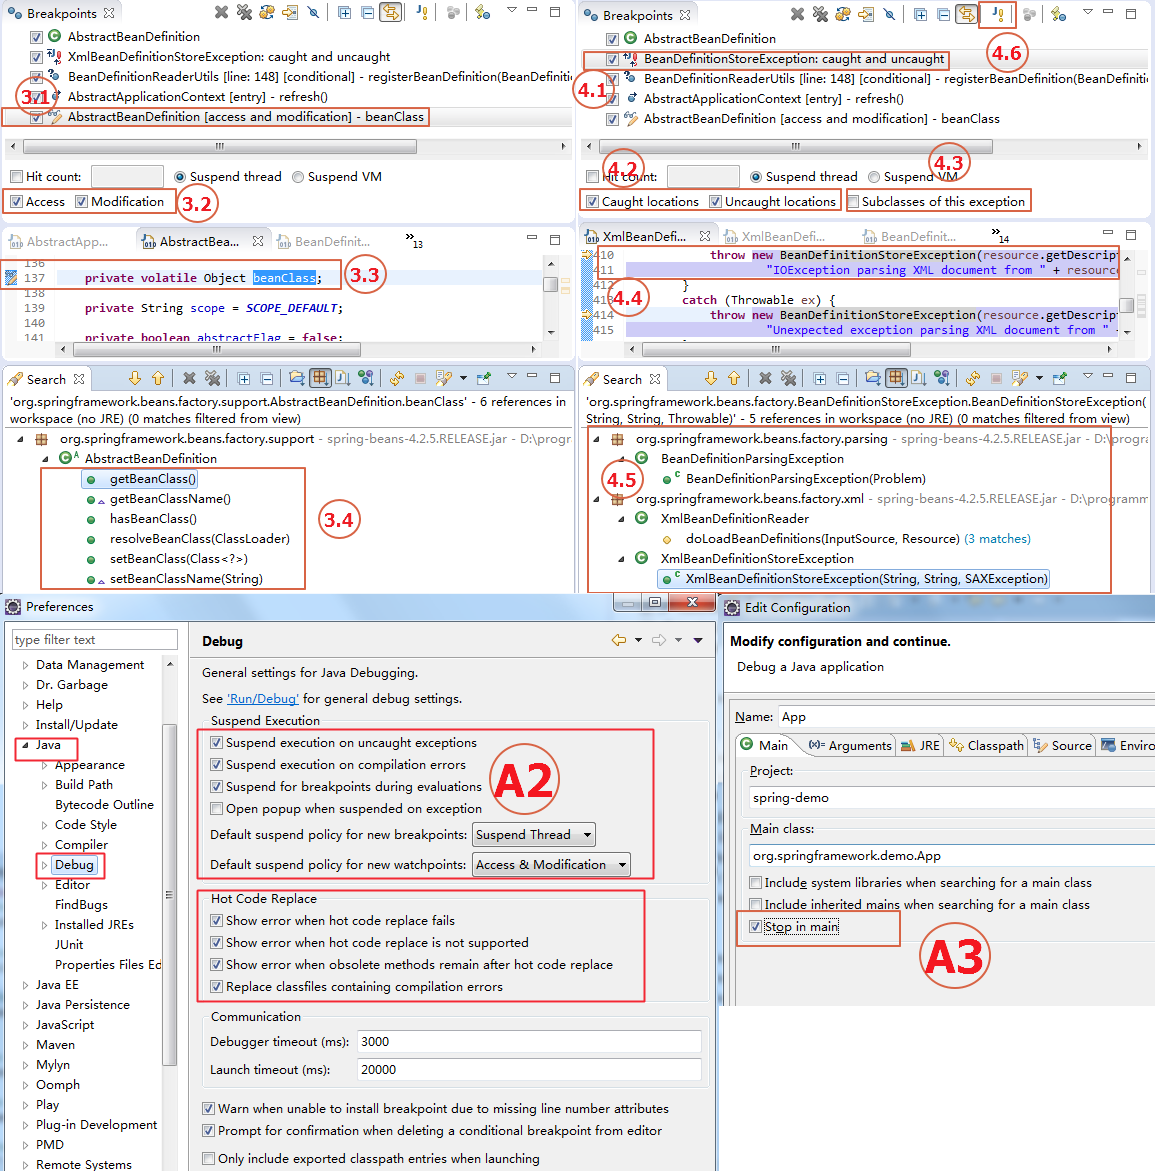 Breakpoints
AbstractBeanDefinition
XmlBeanDefinitionStoreException: caught and uncaught
BeanDefinitionReaderUtils [line: 148] [conditional] - registerBeanDefinition(BeanDefinition
3.1
AbstractApplicationContext [entry] - refresh()
AbstractBeanDefinition [access and modification] - beanClass
Hit count:
Suspend thread
Suspend VM
Access
Modification
3.2
AbstractApp...
AbstractBea...
BeanDefinit...
13
136
137 private volatile Object beanClass;
3.3
138
139 private String scope = SCOPE_DEFAULT;
140
141 private boolean abstractFlag = false;
Search
'org.springframework.beans.factory.support.AbstractBeanDefinition.beanClass' - 6 references in
workspace (no JRE) (0 matches filtered from view)
org.springframework.beans.factory.support - spring-beans-4.2.5.RELEASE.jar - D:\progra
AbstractBeanDefinition
getBeanClass()
getBeanClassName()
hasBeanClass()
3.4
resolveBeanClass(ClassLoader)
setBeanClass(Class<?>)
setBeanClassName(String)
Breakpoints
4.6
AbstractBeanDefinition
BeanDefinitionStoreException: caught and uncaught
4.1
BeanDefinitionReaderUtils [line: 148] [conditional] - registerBeanDefinition(BeanDefini
AbstractApplicationContext [entry] - refresh()
AbstractBeanDefinition [access and modification] - beanClass
4.2
4.3
Hit count:
Suspend thread
Suspend VM
Caught locations
Uncaught locations
Subclasses of this exception
XmlBeanDefi...
XmlBeanDefi...
BeanDefinit...
14
410 throw new BeanDefinitionStoreException(resource.getDescript
411 "IOException parsing XML document from " + resource
412 }
4.4
413 catch (Throwable ex) {
414 throw new BeanDefinitionStoreException(resource.getDescript
415 "Unexpected exception parsing XML document from " +
Search
'org.springframework.beans.factory.BeanDefinitionStoreException.BeanDefinitionStoreException(
String, String, Throwable)' - 5 references in workspace (no JRE) (0 matches filtered from view)
org.springframework.beans.factory.parsing - spring-beans-4.2.5.RELEASE.jar - D:\progr
BeanDefinitionParsingException
4.5
BeanDefinitionParsingException(Problem)
org.springframework.beans.factory.xml - spring-beans-4.2.5.RELEASE.jar - D:\programm
XmlBeanDefinitionReader
doLoadBeanDefinitions(InputSource, Resource) (3 matches)
XmlBeanDefinitionStoreException
XmlBeanDefinitionStoreException(String, String, SAXException)
Preferences
type filter text
Data Management
Dr. Garbage
Help
Install/Update
Java
Appearance
Build Path
Bytecode Outline
Code Style
Compiler
Debug
Editor
FindBugs
Installed JREs
JUnit
Properties Files Ed
Java EE
Java Persistence
JavaScript
Maven
Mylyn
Oomph
Play
Plug-in Development
PMD
Remote Systems
Debug
General settings for Java Debugging.
See 'Run/Debug' for general debug settings.
Suspend Execution
Suspend execution on uncaught exceptions
Suspend execution on compilation errors
Suspend for breakpoints during evaluations
Open popup when suspended on exception
A2
Default suspend policy for new breakpoints: Suspend Thread
Default suspend policy for new watchpoints: Access & Modification
Hot Code Replace
Show error when hot code replace fails
Show error when hot code replace is not supported
Show error when obsolete methods remain after hot code replace
Replace classfiles containing compilation errors
Communication
Debugger timeout (ms): 3000
Launch timeout (ms): 20000
Warn when unable to install breakpoint due to missing line number attributes
Prompt for confirmation when deleting a conditional breakpoint from editor
Only include exported classpath entries when launching
Edit Configuration
Modify configuration and continue.
Debug a Java application
Name: App
Main
(x)= Arguments
JRE
Classpath
Source
Enviro
Project:
spring-demo
Main class:
org.springframework.demo.App
Include system libraries when searching for a main class
Include inherited mains when searching for a main class
Stop in main
A3